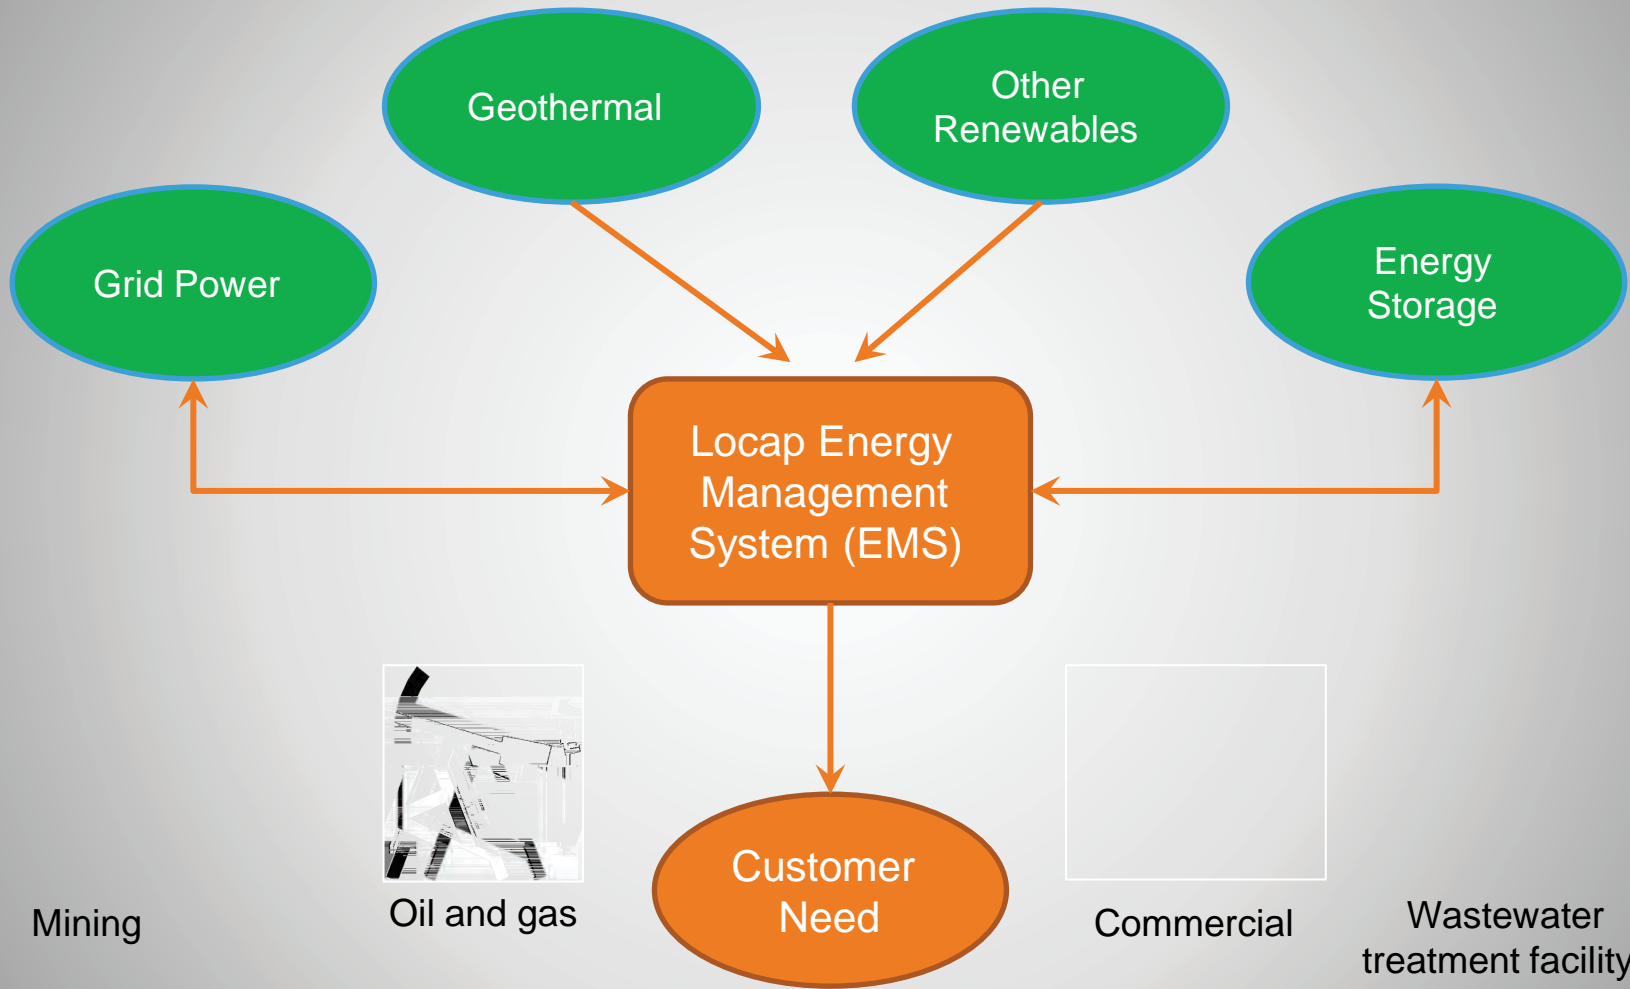 Geothermal
Other
Renewables
Grid Power
Energy
Storage
Locap Energy
Management
System (EMS)
Customer
Need
Mining
Oil and gas
Commercial
Wastewater
treatment facility